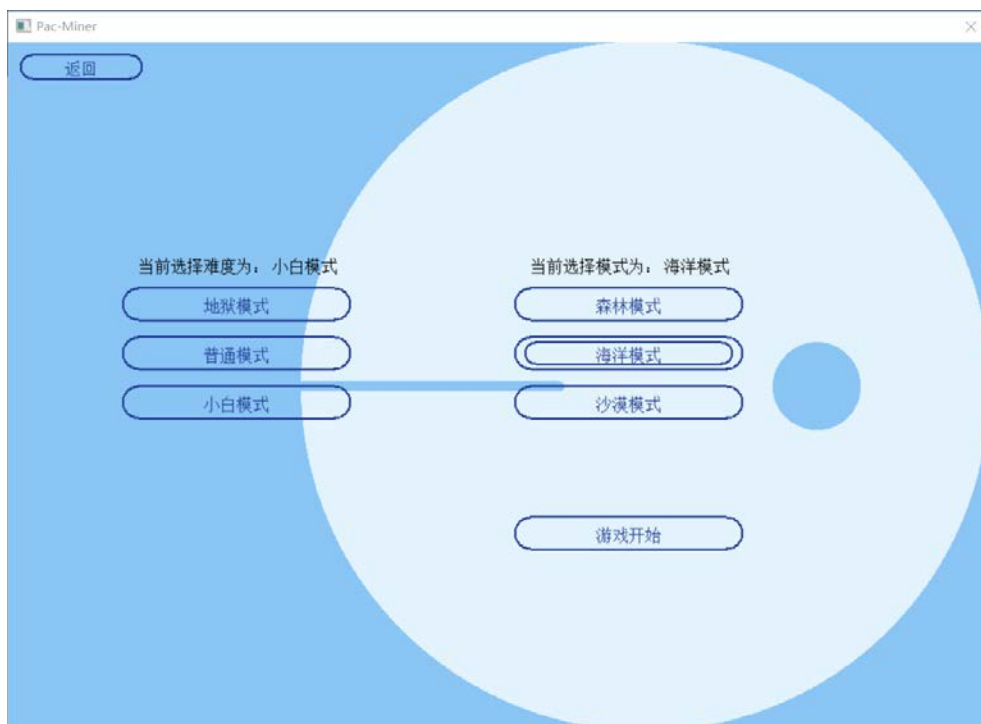 Pac-Miner
返回
当前选择难度为：小白模式
地狱模式
普通模式
小白模式
当前选择模式为：海洋模式
森林模式
海洋模式
沙漠模式
游戏开始